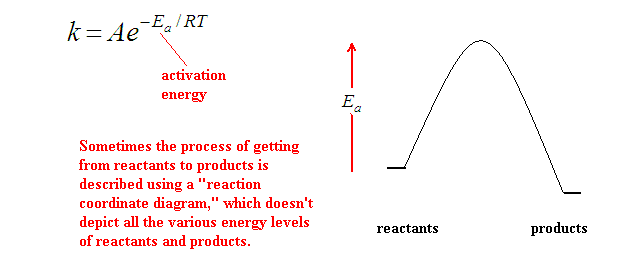 k = Ae^{-E_a/RT}
activation
energy
Sometimes the process of getting
from reactants to products is
described using a "reaction
coordinate diagram," which doesn't
depict all the various energy levels
of reactants and products.
E_a
reactants
products